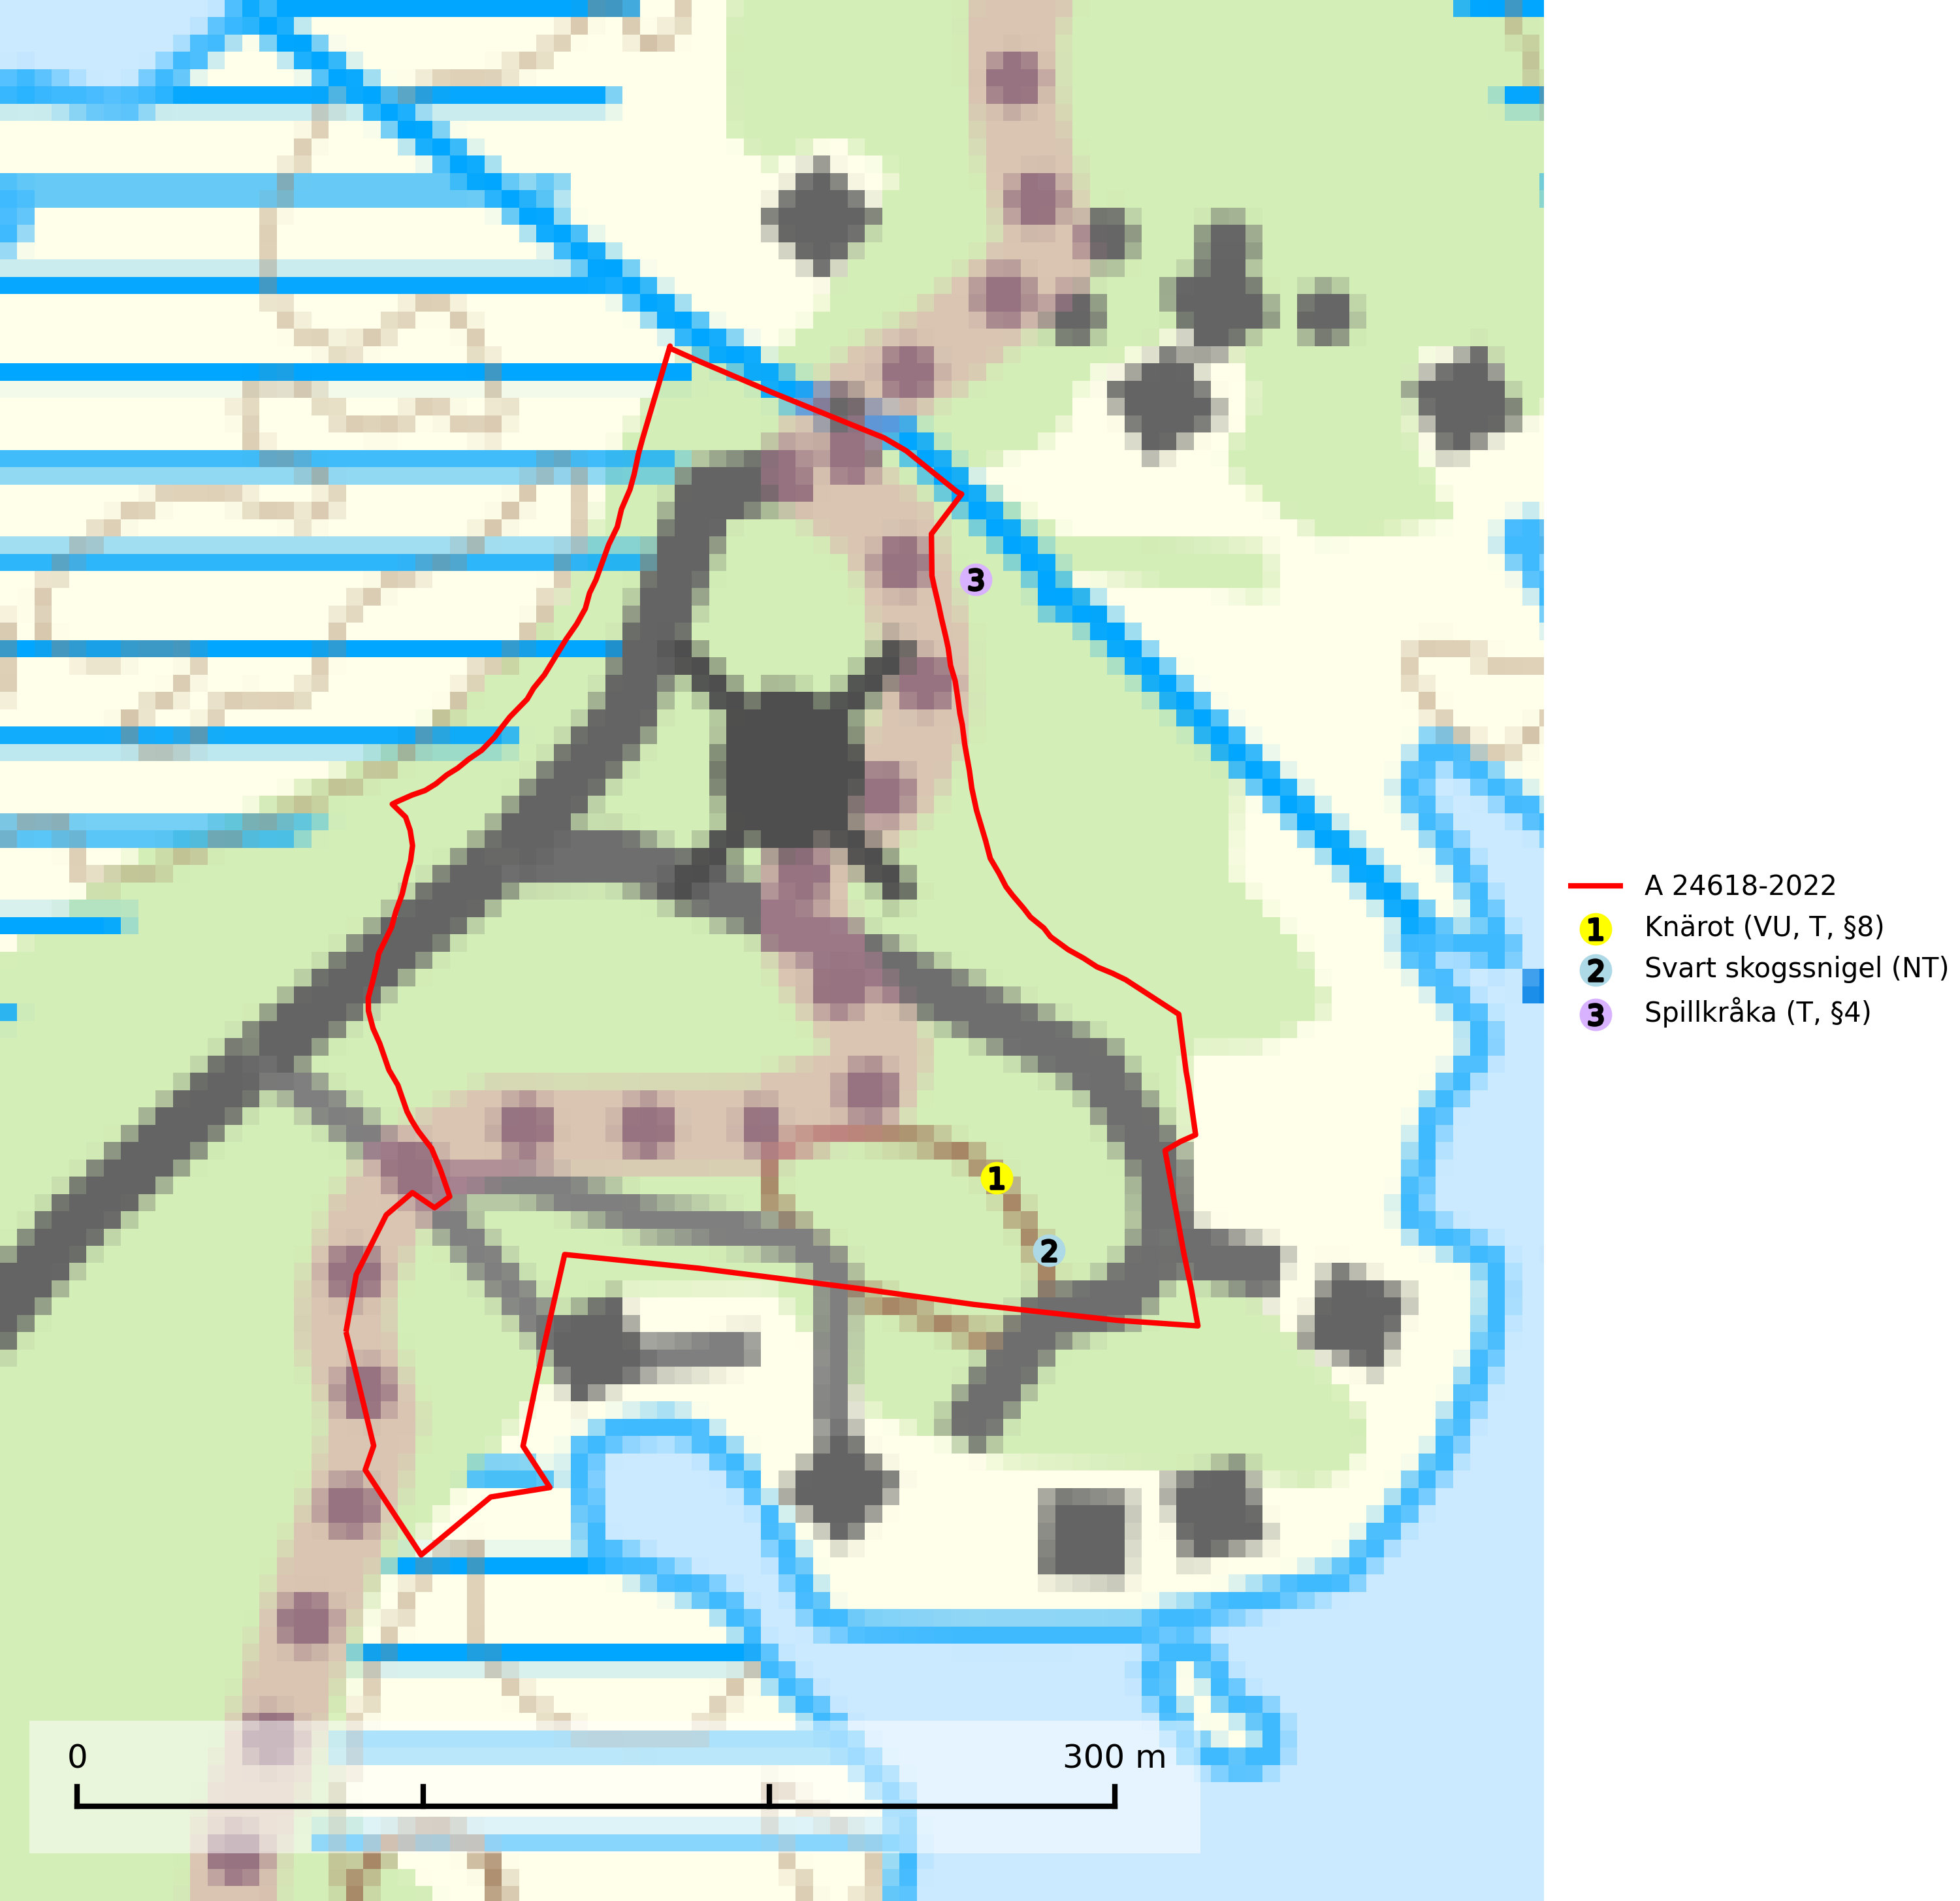 3
1
2
A 24618-2022
1 Knärot (VU, T, §8)
2 Svart skogssnigel (NT)
3 Spillkråka (T, §4)
0 300 m